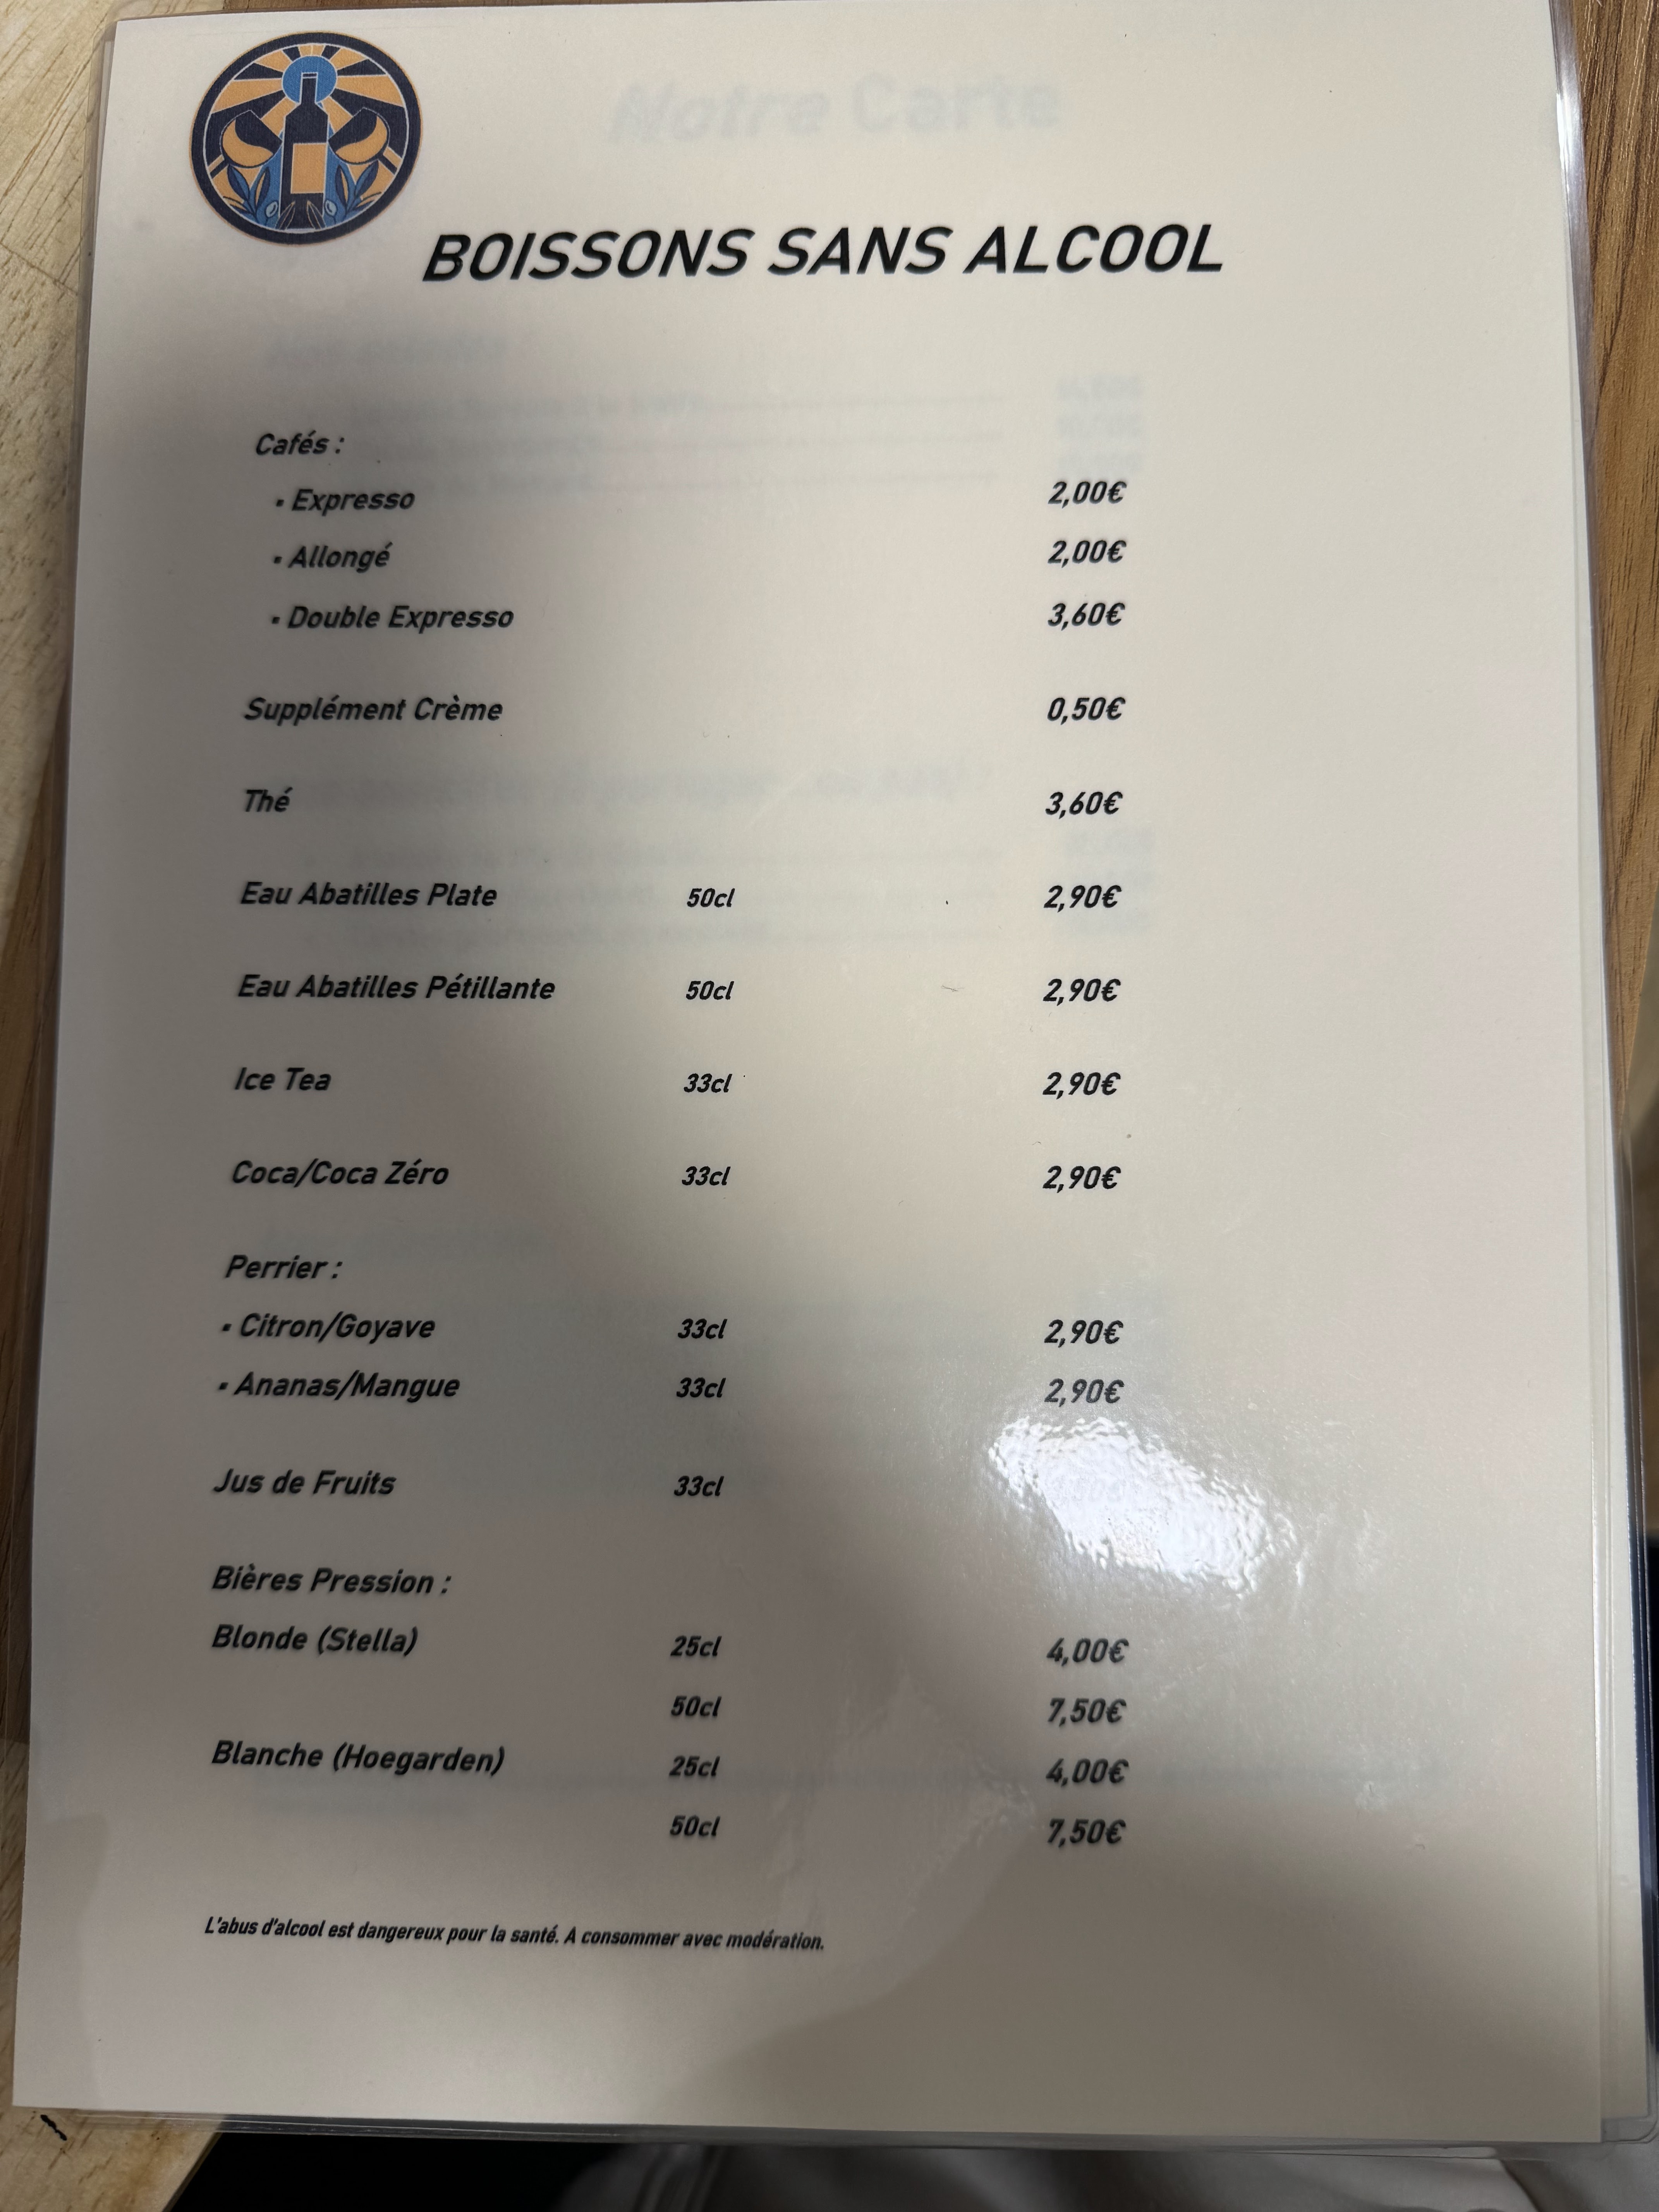 Notre Carte
BOISSONS SANS ALCOOL
Cafés :
▪ Expresso 2,00€
▪ Allongé 2,00€
▪ Double Expresso 3,60€
Supplément Crème 0,50€
Thé 3,60€
Eau Abatilles Plate 50cl 2,90€
Eau Abatilles Pétillante 50cl 2,90€
Ice Tea 33cl 2,90€
Coca/Coca Zéro 33cl 2,90€
Perrier :
▪ Citron/Goyave 33cl 2,90€
▪ Ananas/Mangue 33cl 2,90€
Jus de Fruits 33cl
Bières Pression :
Blonde (Stella) 25cl 4,00€
50cl 7,50€
Blanche (Hoegarden) 25cl 4,00€
50cl 7,50€
L'abus d'alcool est dangereux pour la santé. A consommer avec modération.